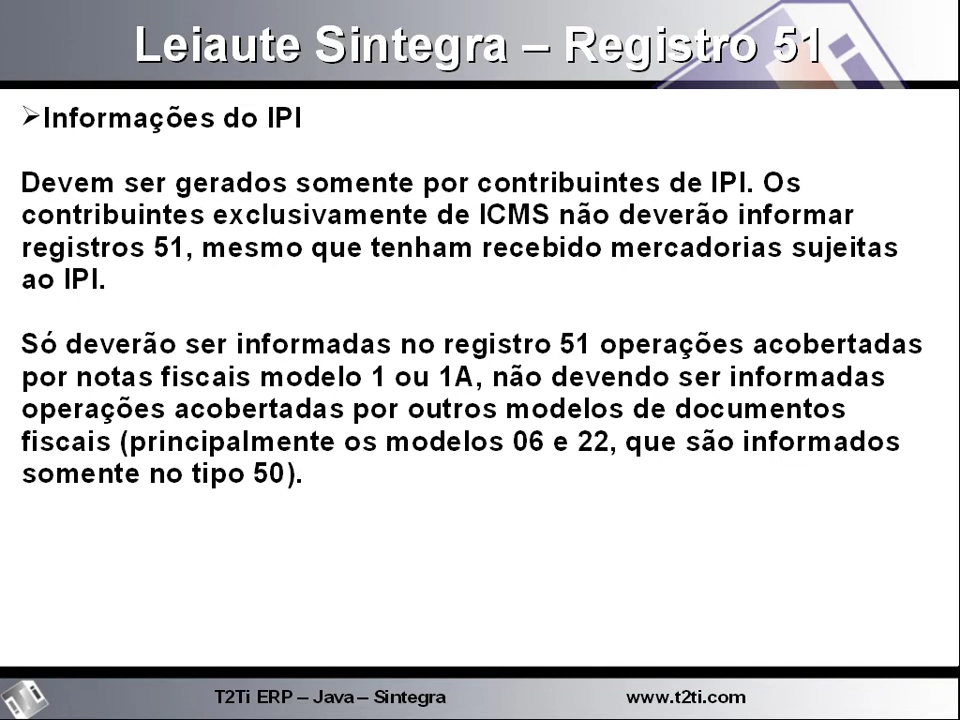 Leiaute Sintegra – Registro 51
➢Informações do IPI
Devem ser gerados somente por contribuintes de IPI. Os
contribuintes exclusivamente de ICMS não deverão informar
registros 51, mesmo que tenham recebido mercadorias sujeitas
ao IPI.
Só deverão ser informadas no registro 51 operações acobertadas
por notas fiscais modelo 1 ou 1A, não devendo ser informadas
operações acobertadas por outros modelos de documentos
fiscais (principalmente os modelos 06 e 22, que são informados
somente no tipo 50).
T2Ti ERP – Java – Sintegra www.t2ti.com